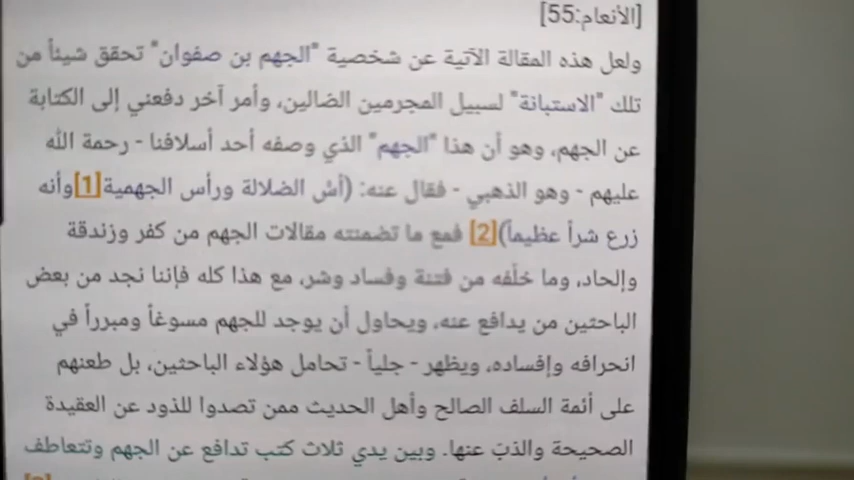 [الأنعام:55]
ولعل هذه المقالة الآتية عن شخصية "الجهم بن صفوان" تحقق شيئاً من
تلك "الاستبانة" لسبيل المجرمين الضالين، وأمر آخر دفعني إلى الكتابة
عن الجهم، وهو أن هذا "الجهم" الذي وصفه أحد أسلافنا - رحمة الله
عليهم - وهو الذهبي - فقال عنه: (أسّ الضلالة ورأس الجهمية[1]وأنه
زرع شراً عظيماً)[2] فمع ما تضمنته مقالات الجهم من كفر وزندقة
وإلحاد، وما خلّفه من فتنة وفساد وشر، مع هذا كله فإننا نجد من بعض
الباحثين من يدافع عنه، ويحاول أن يوجد للجهم مسوغاً ومبرراً في
انحرافه وإفساده، ويظهر - جلياً - تحامل هؤلاء الباحثين، بل طعنهم
على أئمة السلف الصالح وأهل الحديث ممن تصدوا للذود عن العقيدة
الصحيحة والذبّ عنها. وبين يدي ثلاث كتب تدافع عن الجهم وتتعاطف